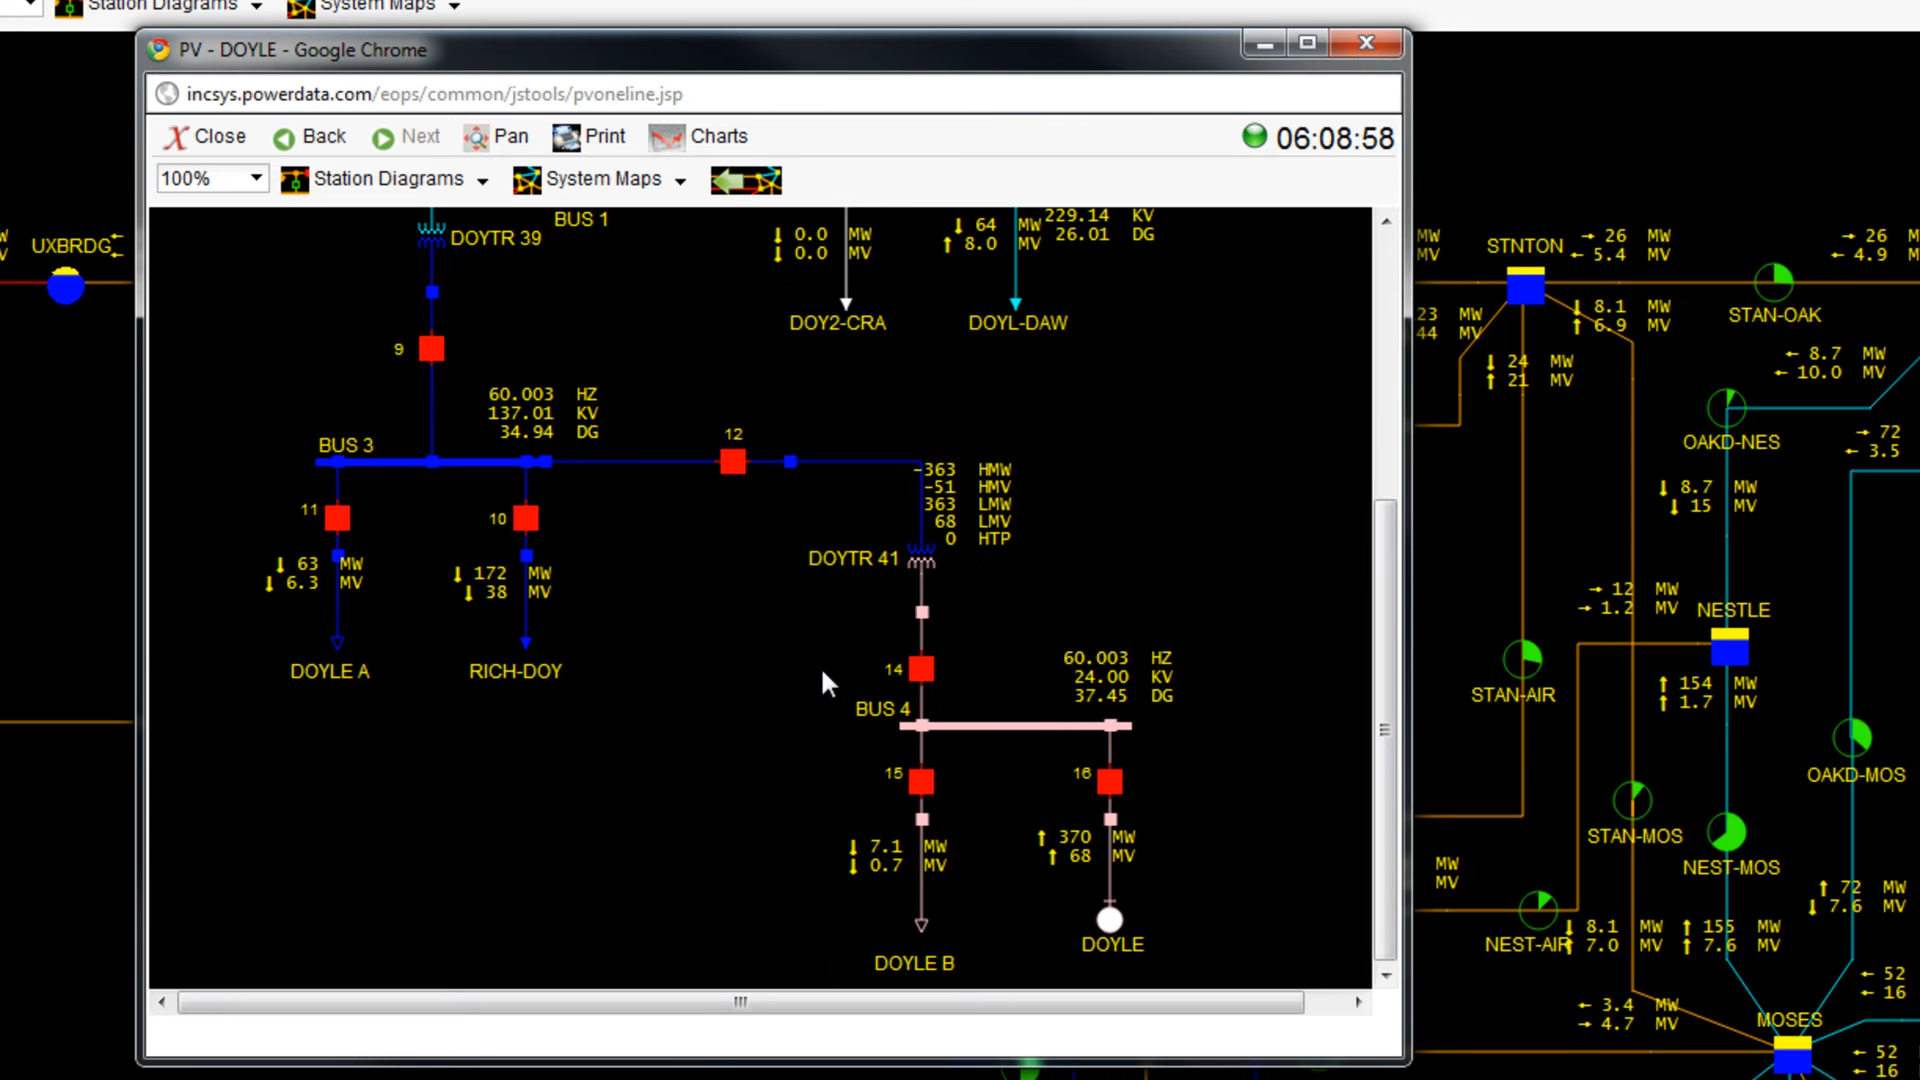 Station Diagrams System Maps
PV - DOYLE - Google Chrome
incsys.powerdata.com/eops/common/jstools/pvoneline.jsp
Close Back Next Pan Print Charts 06:08:58
100% Station Diagrams System Maps
BUS 1
DOYTR 39
0.0 MW
0.0 MV
64 MW
8.0 MV
229.14 KV
26.01 DG
DOY2-CRA
DOYL-DAW
9
60.003 HZ
137.01 KV
34.94 DG
BUS 3
12
-363 HMW
-51 HMV
363 LMW
68 LMV
0 HTP
11
10
63 MW
6.3 MV
172 MW
38 MV
DOYTR 41
DOYLE A
RICH-DOY
14
60.003 HZ
24.00 KV
37.45 DG
BUS 4
15
16
7.1 MW
0.7 MV
370 MW
68 MV
DOYLE B
DOYLE
UXBRDG
W
V
MW
MV
STNTON
26 MW
5.4 MV
26 M
4.9 M
STAN-OAK
23 MW
44 MV
8.1 MW
6.9 MV
24 MW
21 MV
8.7 MW
10.0 MV
OAKD-NES
72
3.5
8.7 MW
15 MV
12 MW
1.2 MV
NESTLE
STAN-AIR
154 MW
1.7 MV
OAKD-MOS
STAN-MOS
NEST-MOS
MW
MV
72 MW
7.6 MV
NEST-AIR
8.1 MW
7.0 MV
155 MW
7.6 MV
52
16
3.4 MW
4.7 MV
MOSES
52
16